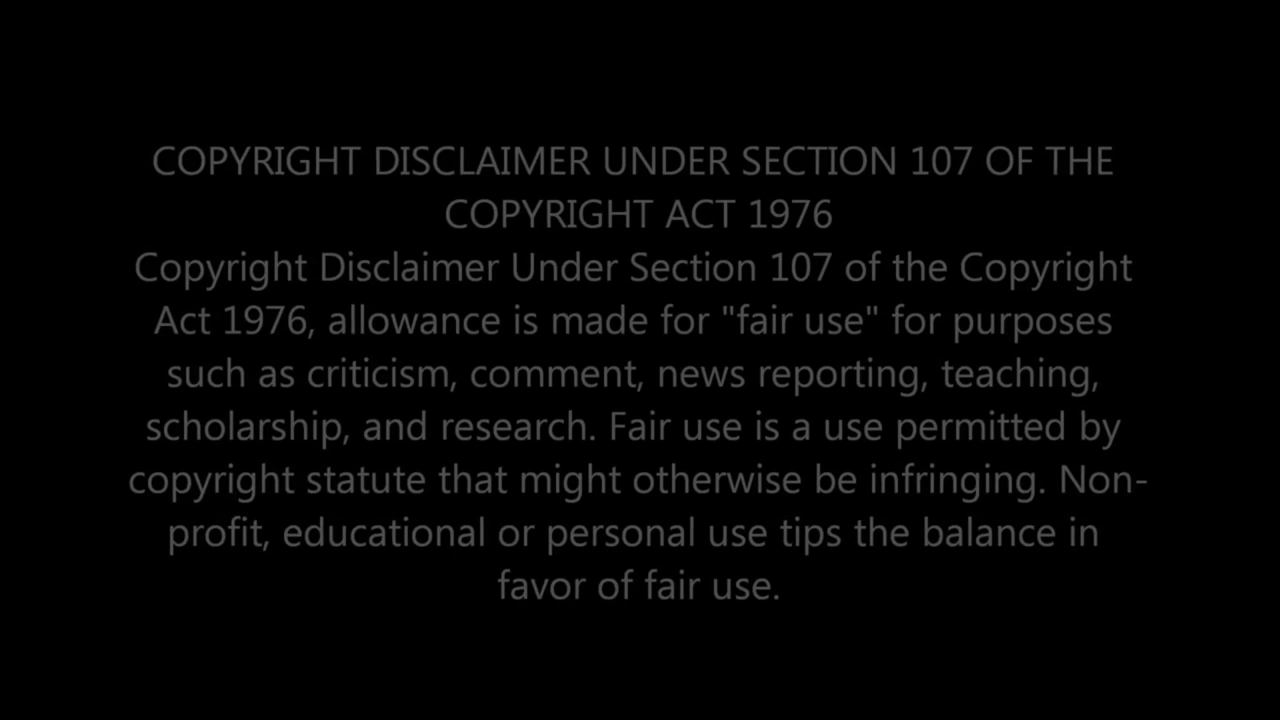 COPYRIGHT DISCLAIMER UNDER SECTION 107 OF THE
COPYRIGHT ACT 1976
Copyright Disclaimer Under Section 107 of the Copyright
Act 1976, allowance is made for "fair use" for purposes
such as criticism, comment, news reporting, teaching,
scholarship, and research. Fair use is a use permitted by
copyright statute that might otherwise be infringing. Non-
profit, educational or personal use tips the balance in
favor of fair use.